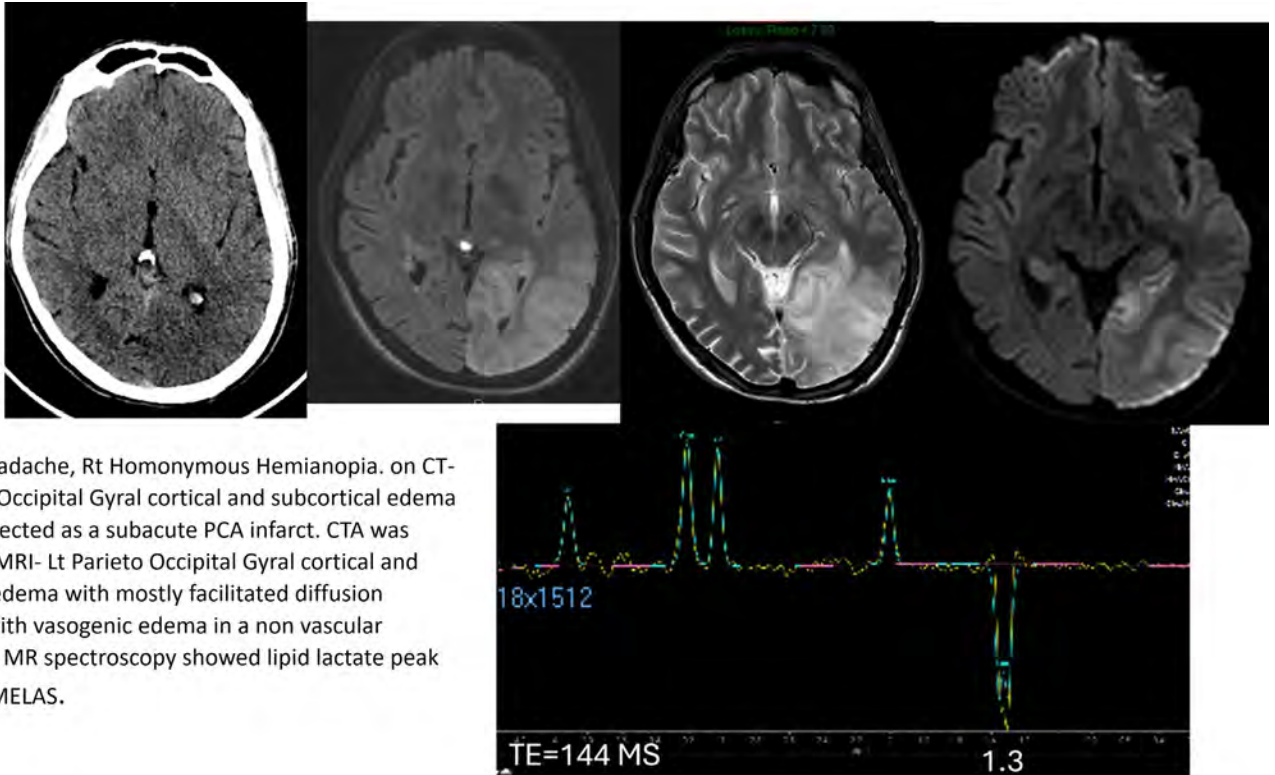 adache, Rt Homonymous Hemianopia. on CT-
Occipital Gyral cortical and subcortical edema
ected as a subacute PCA infarct. CTA was
MRI- Lt Parieto Occipital Gyral cortical and
edema with mostly facilitated diffusion
ith vasogenic edema in a non vascular
MR spectroscopy showed lipid lactate peak
MELAS.
18x1512
TE=144 MS
1.3